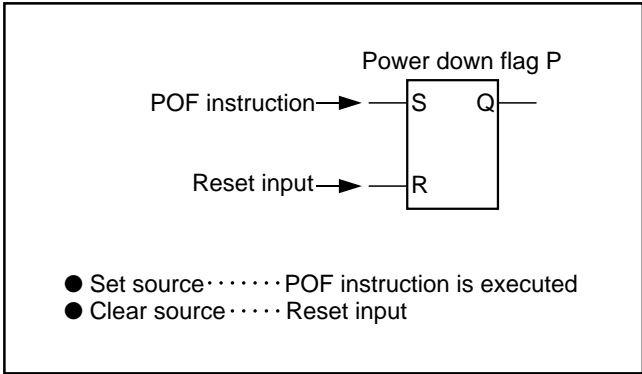 Power down flag P
POF instruction S Q
Reset input R
● Set source ······· POF instruction is executed
● Clear source ····· Reset input